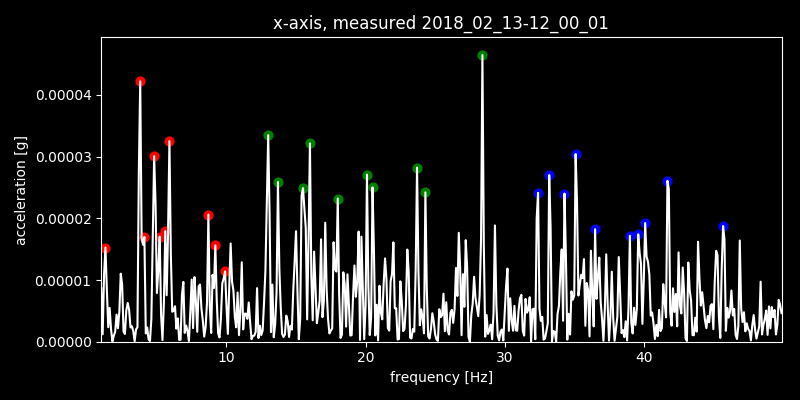 x-axis, measured 2018_02_13-12_00_01
0.00004
0.00003
0.00002
0.00001
0.00000
acceleration [g]
10 20 30 40
frequency [Hz]